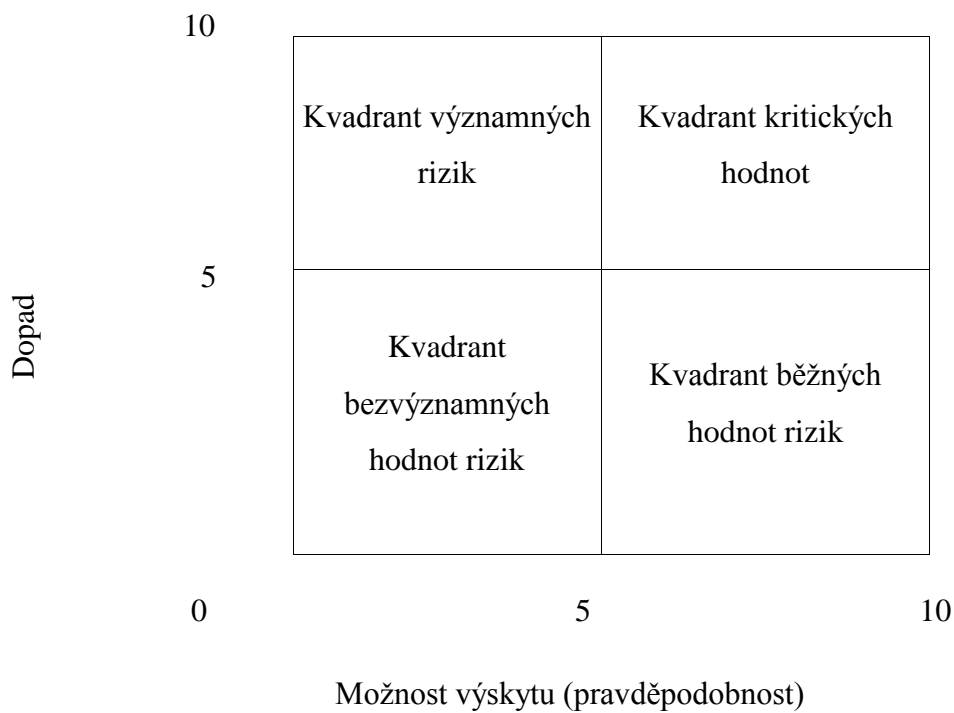 10
Kvadrant významných
rizik
Kvadrant kritických
hodnot
5
Dopad
Kvadrant
bezvýznamných
hodnot rizik
Kvadrant běžných
hodnot rizik
0
5
10
Možnost výskytu (pravděpodobnost)